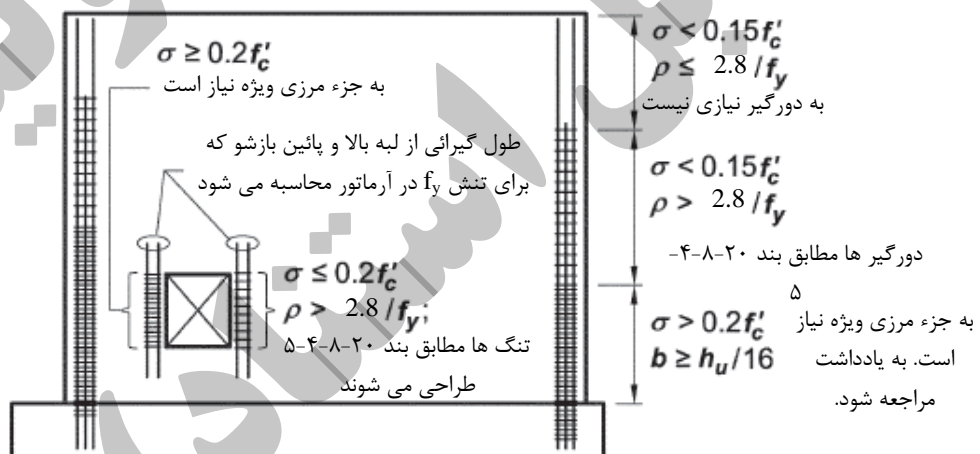 σ ≥ 0.2f'c
به جزء مرزی ویژه نیاز است
طول گیرائی از لبه بالا و پائین بازشو که
برای تنش fy در آرماتور محاسبه می شود
σ ≤ 0.2f'c
ρ > 2.8/fy;
تنگ ها مطابق بند ۲۰-۸-۴-۵
طراحی می شوند
σ < 0.15f'c
ρ ≤ 2.8/fy
به دورگیر نیازی نیست
σ < 0.15f'c
ρ > 2.8/fy
دورگیر ها مطابق بند ۲۰-۸-۴-
۵
σ > 0.2f'c
b ≥ hu/16
به جزء مرزی ویژه نیاز
است. به یادداشت
مراجعه شود.